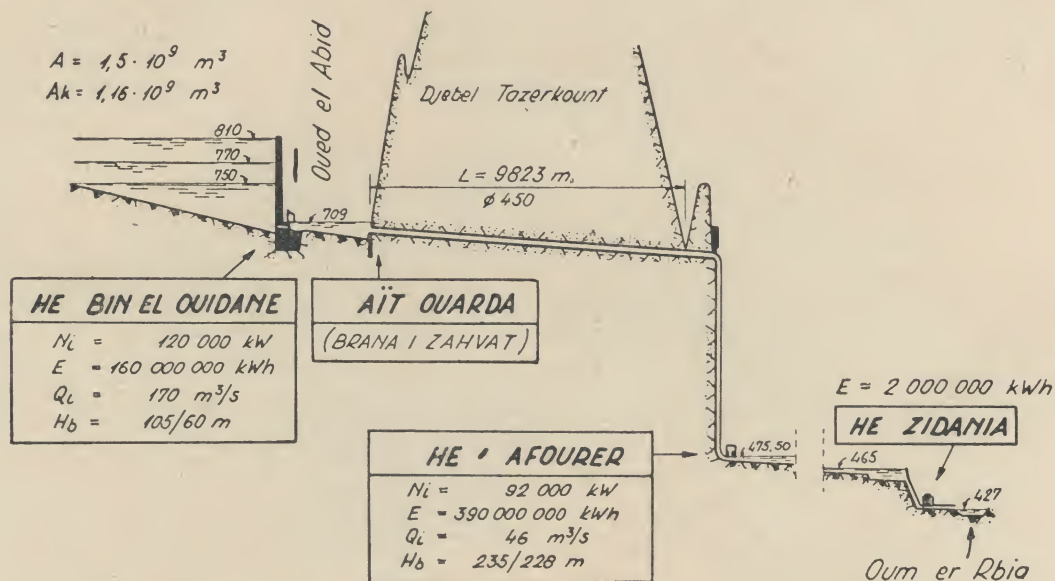 A = 1,5 · 10⁹ m³
Ak = 1,16 · 10⁹ m³
Oued el Abid
Djebel Tazerkount
810
770
750
709
L = 9823 m.
ϕ 450
HE BIN EL OUIDANE
Ni = 120 000 kW
E = 160 000 000 kWh
Qi = 170 m³/s
Hb = 105/60 m
AÏT OUARDA
(BRANA I ZAHVAT)
HE • AFOURER
Ni = 92 000 kW
E = 390 000 000 kWh
Qi = 46 m³/s
Hb = 235/228 m
475,50
E = 2 000 000 kWh
HE ZIDANIA
465
427
Oum er Rbia